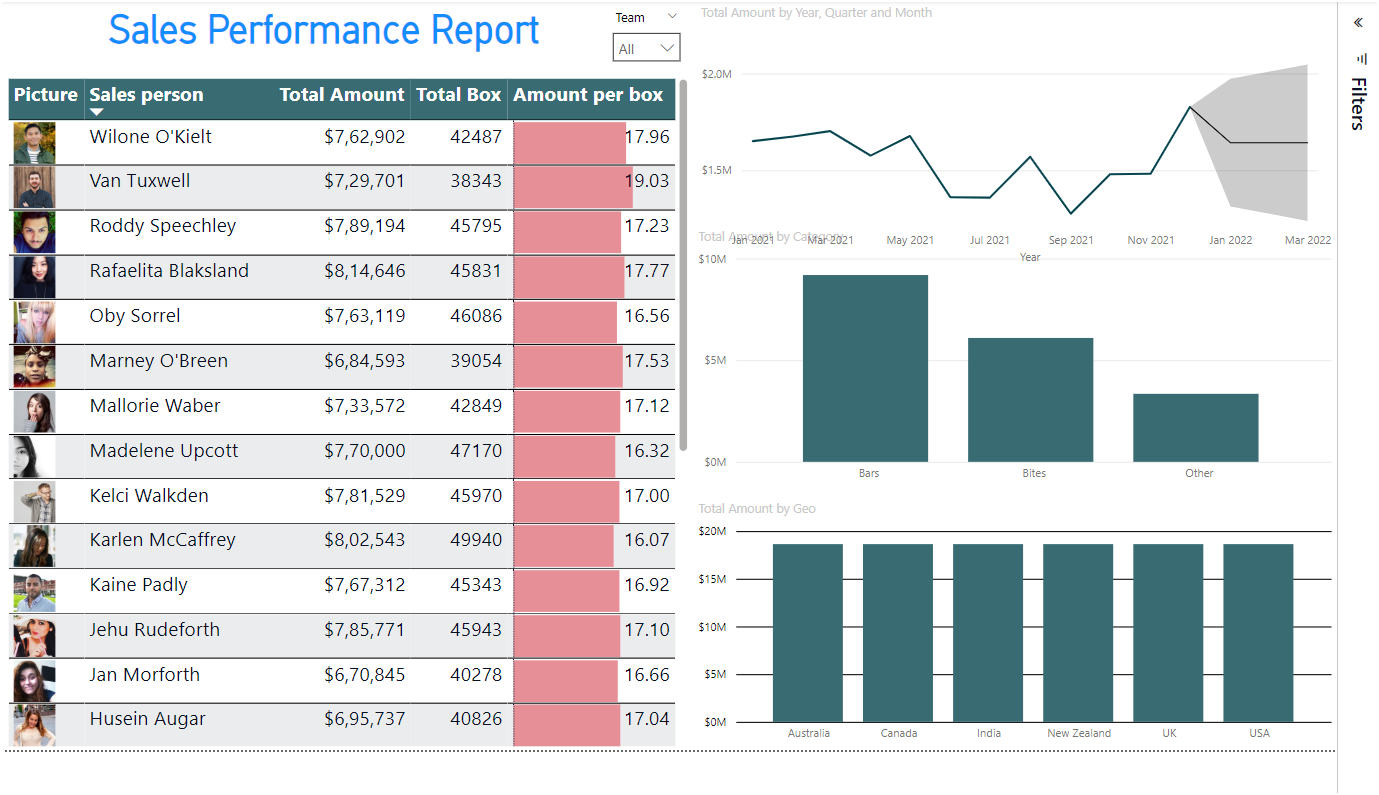 Sales Performance Report
Team
All
Picture Sales person Total Amount Total Box Amount per box
Wilone O'Kielt $7,62,902 42487 17.96
Van Tuxwell $7,29,701 38343 19.03
Roddy Speechley $7,89,194 45795 17.23
Rafaelita Blaksland $8,14,646 45831 17.77
Oby Sorrel $7,63,119 46086 16.56
Marney O'Breen $6,84,593 39054 17.53
Mallorie Waber $7,33,572 42849 17.12
Madelene Upcott $7,70,000 47170 16.32
Kelci Walkden $7,81,529 45970 17.00
Karlen McCaffrey $8,02,543 49940 16.07
Kaine Padly $7,67,312 45343 16.92
Jehu Rudeforth $7,85,771 45943 17.10
Jan Morforth $6,70,845 40278 16.66
Husein Augar $6,95,737 40826 17.04
Total Amount by Year, Quarter and Month
$2.0M
$1.5M
Jan 2021 Mar 2021 May 2021 Jul 2021 Sep 2021 Nov 2021 Jan 2022 Mar 2022
Year
Total Amount by Category
$10M
$5M
$0M
Bars Bites Other
Total Amount by Geo
$20M
$15M
$10M
$5M
$0M
Australia Canada India New Zealand UK USA
Filters